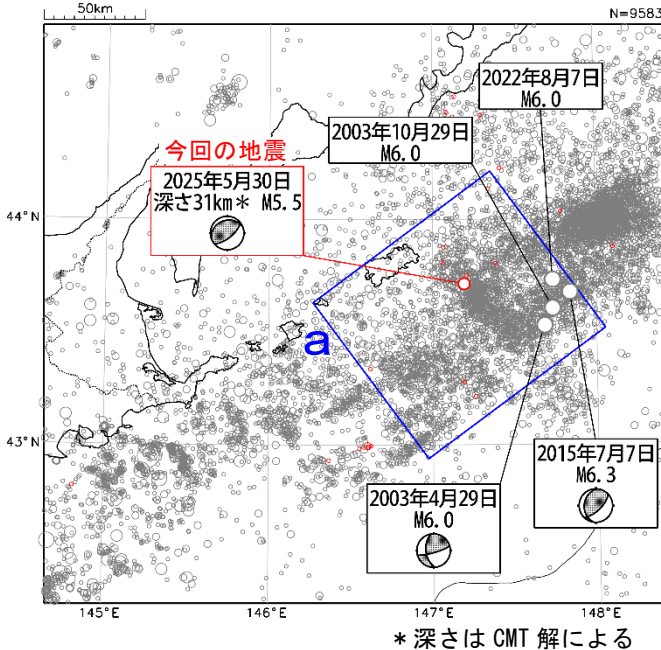 50km
N=9583
2022年8月7日
M6.0
2003年10月29日
M6.0
今回の地震
2025年5月30日
深さ31km＊ M5.5
44°N
a
43°N
2015年7月7日
M6.3
2003年4月29日
M6.0
145°E
146°E
147°E
148°E
＊深さは CMT 解による